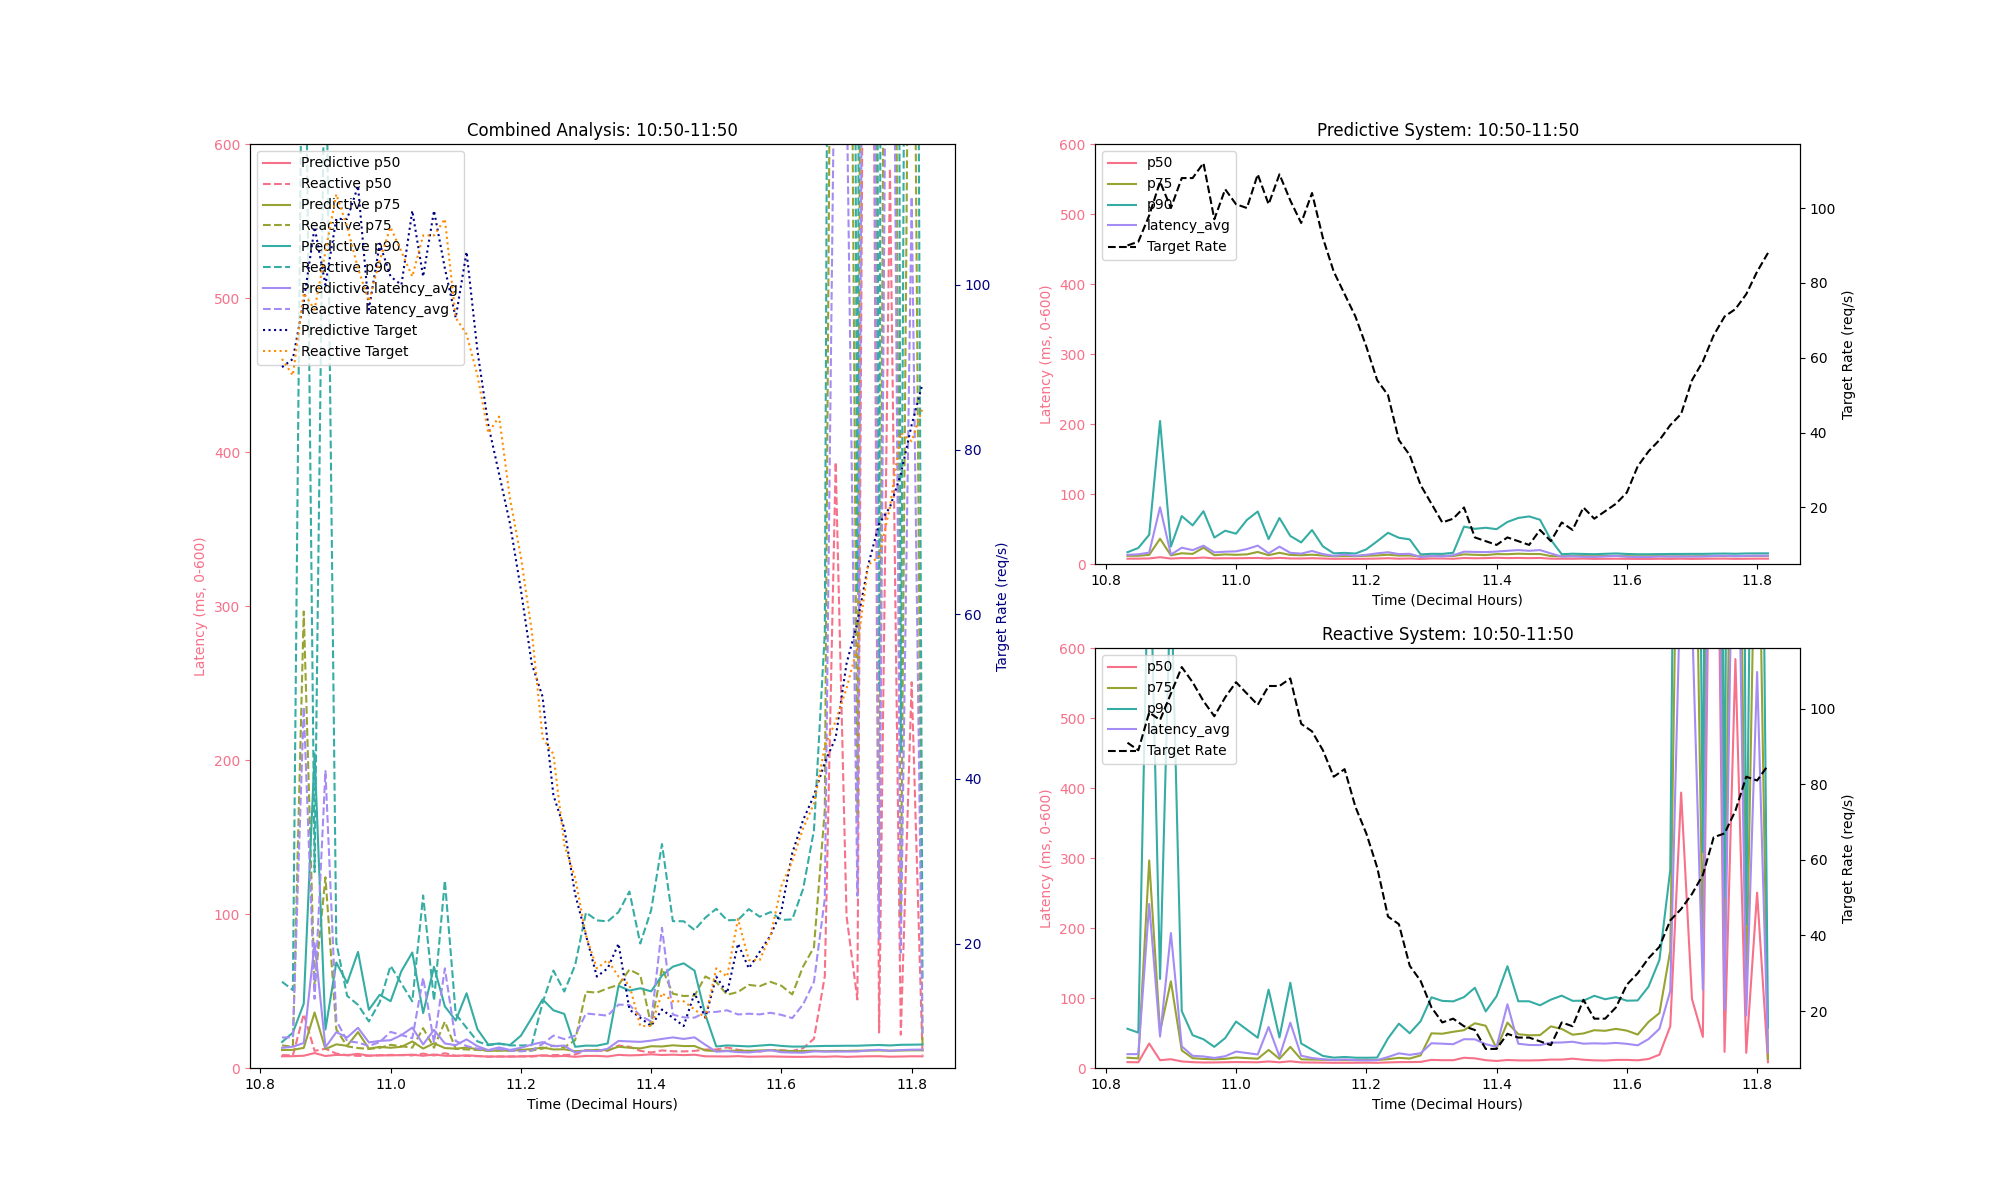 Combined Analysis: 10:50-11:50
600
500
400
300
200
100
0
Latency (ms, 0-600)
Predictive p50
Reactive p50
Predictive p75
Reactive p75
Predictive p90
Reactive p90
Predictive latency_avg
Reactive latency_avg
Predictive Target
Reactive Target
100
80
60
40
20
Target Rate (req/s)
10.8 11.0 11.2 11.4 11.6 11.8
Time (Decimal Hours)
Predictive System: 10:50-11:50
600
500
400
300
200
100
0
Latency (ms, 0-600)
p50
p75
p90
latency_avg
Target Rate
100
80
60
40
20
Target Rate (req/s)
10.8 11.0 11.2 11.4 11.6 11.8
Time (Decimal Hours)
Reactive System: 10:50-11:50
600
500
400
300
200
100
0
Latency (ms, 0-600)
p50
p75
p90
latency_avg
Target Rate
100
80
60
40
20
Target Rate (req/s)
10.8 11.0 11.2 11.4 11.6 11.8
Time (Decimal Hours)